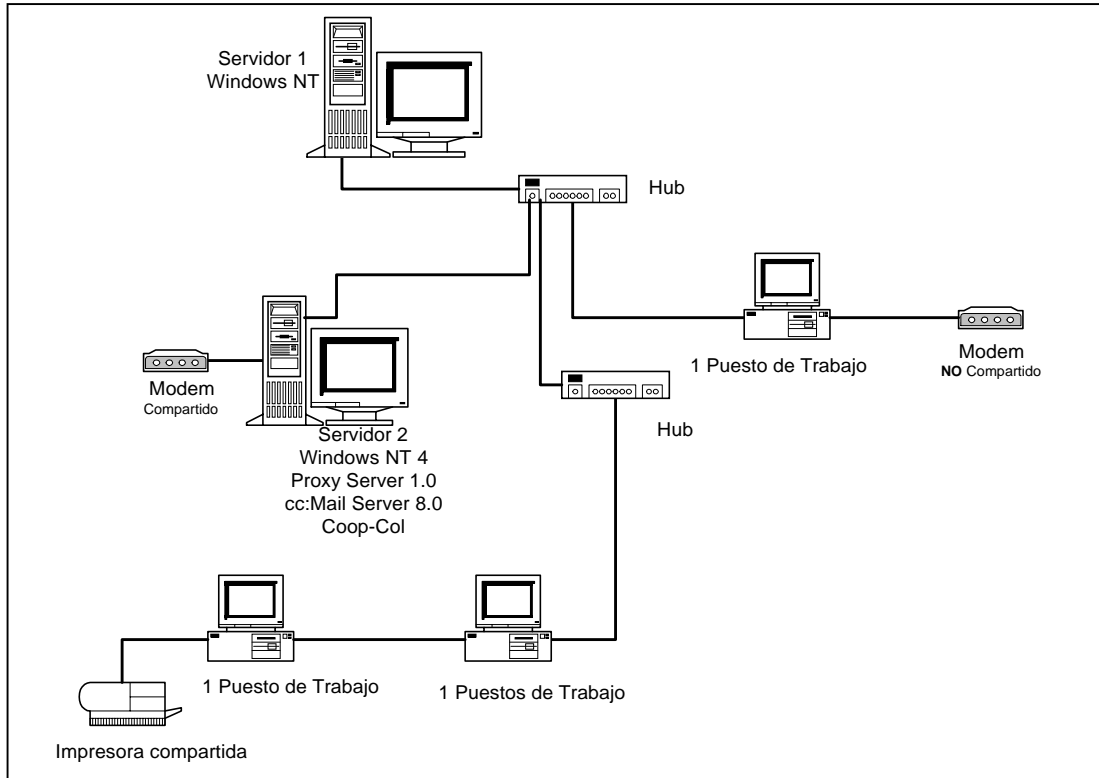 Servidor 1
Windows NT
Hub
1 Puesto de Trabajo
Modem
NO Compartido
Modem
Compartido
Hub
Servidor 2
Windows NT 4
Proxy Server 1.0
cc:Mail Server 8.0
Coop-Col
1 Puesto de Trabajo
1 Puestos de Trabajo
Impresora compartida